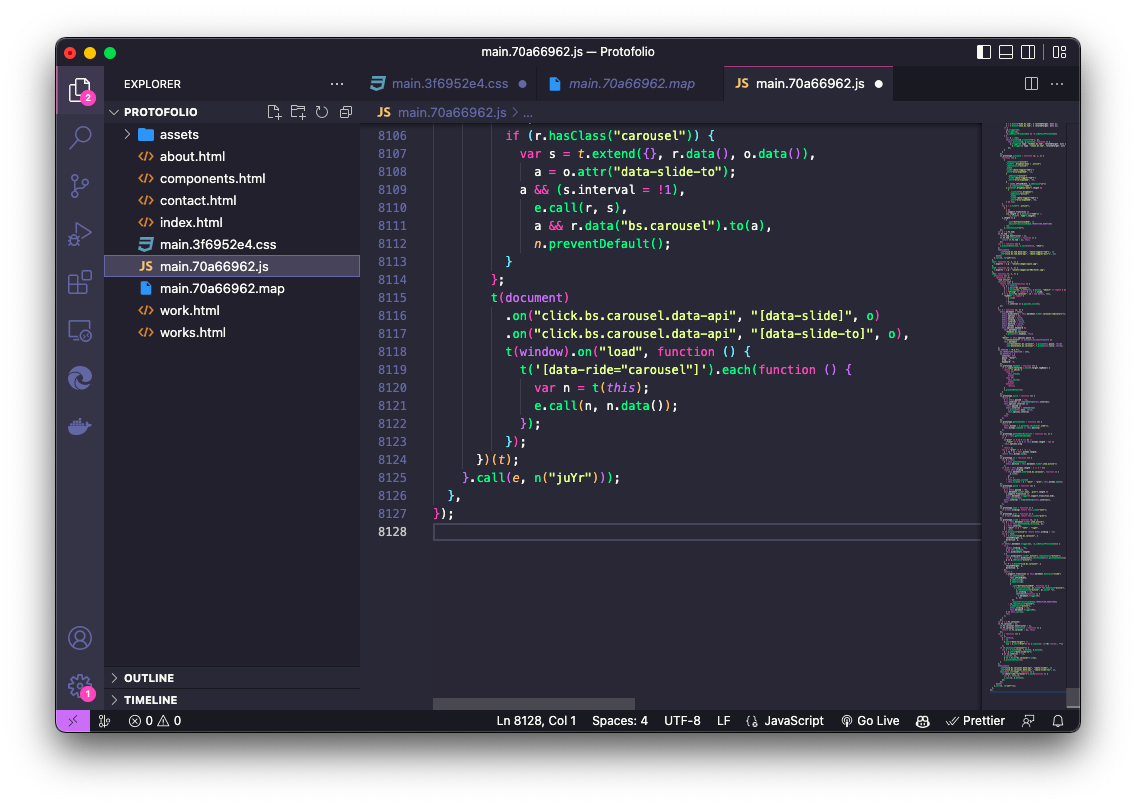 main.70a66962.js — Protofolio
2
EXPLORER
main.3f6952e4.css
main.70a66962.map
JS main.70a66962.js
PROTOFOLIO
JS main.70a66962.js > ...
assets
about.html
components.html
contact.html
index.html
main.3f6952e4.css
JS main.70a66962.js
main.70a66962.map
work.html
works.html
8106 if (r.hasClass("carousel")) {
8107 var s = t.extend({}, r.data(), o.data()),
8108 a = o.attr("data-slide-to");
8109 a && (s.interval = !1),
8110 e.call(r, s),
8111 a && r.data("bs.carousel").to(a),
8112 n.preventDefault();
8113 }
8114 };
8115 t(document)
8116 .on("click.bs.carousel.data-api", "[data-slide]", o)
8117 .on("click.bs.carousel.data-api", "[data-slide-to]", o),
8118 t(window).on("load", function () {
8119 t('[data-ride="carousel"]').each(function () {
8120 var n = t(this);
8121 e.call(n, n.data());
8122 });
8123 });
8124 })(t);
8125 }.call(e, n("juYr")));
8126 },
8127 });
8128
OUTLINE
1
TIMELINE
0 0
Ln 8128, Col 1
Spaces: 4
UTF-8
LF
JavaScript
Go Live
Prettier